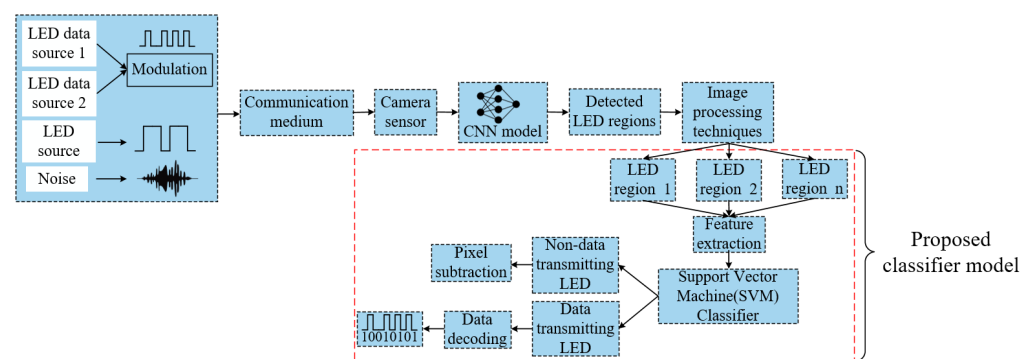 LED data
source 1
LED data
source 2
Modulation
LED
source
Noise
Communication
medium
Camera
sensor
CNN model
Detected
LED regions
Image
processing
techniques
LED
region 1
LED
region 2
LED
region n
Feature
extraction
Support Vector
Machine(SVM)
Classifier
Non-data
transmitting
LED
Pixel
subtraction
Data
transmitting
LED
Data
decoding
10010101
Proposed
classifier model